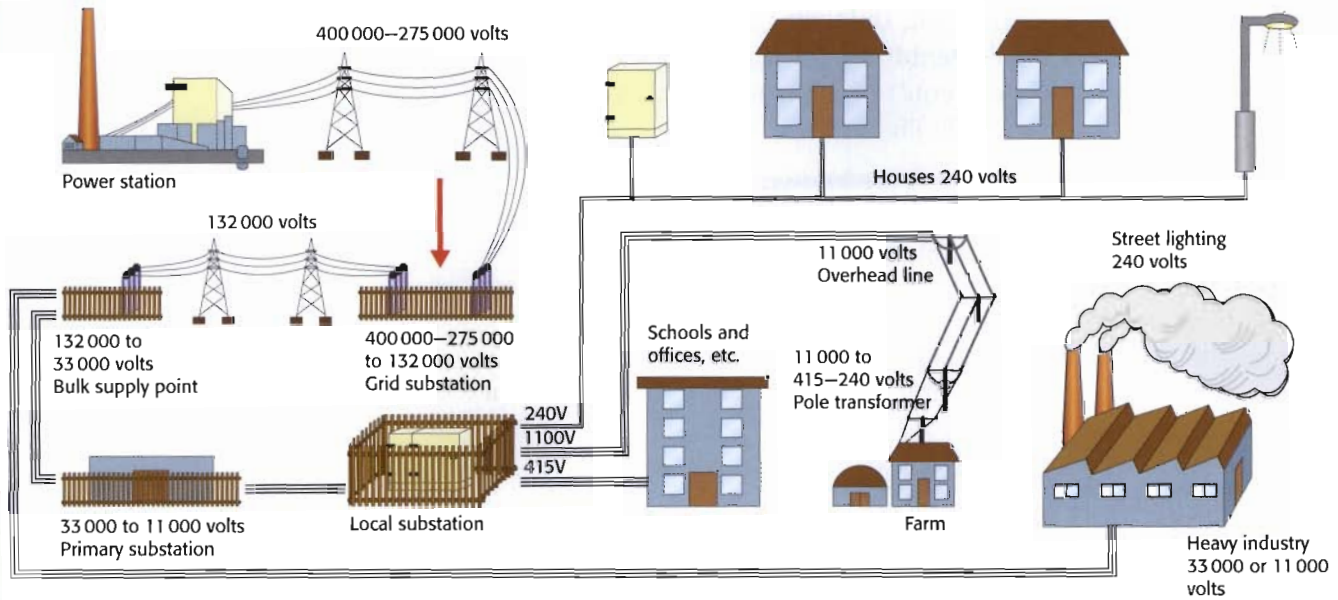 400 000–275 000 volts
Power station
132 000 volts
132 000 to
33 000 volts
Bulk supply point
400 000–275 000
to 132 000 volts
Grid substation
33 000 to 11 000 volts
Primary substation
240V
1100V
415V
Local substation
Schools and
offices, etc.
Houses 240 volts
11 000 volts
Overhead line
11 000 to
415–240 volts
Pole transformer
Farm
Street lighting
240 volts
Heavy industry
33 000 or 11 000
volts